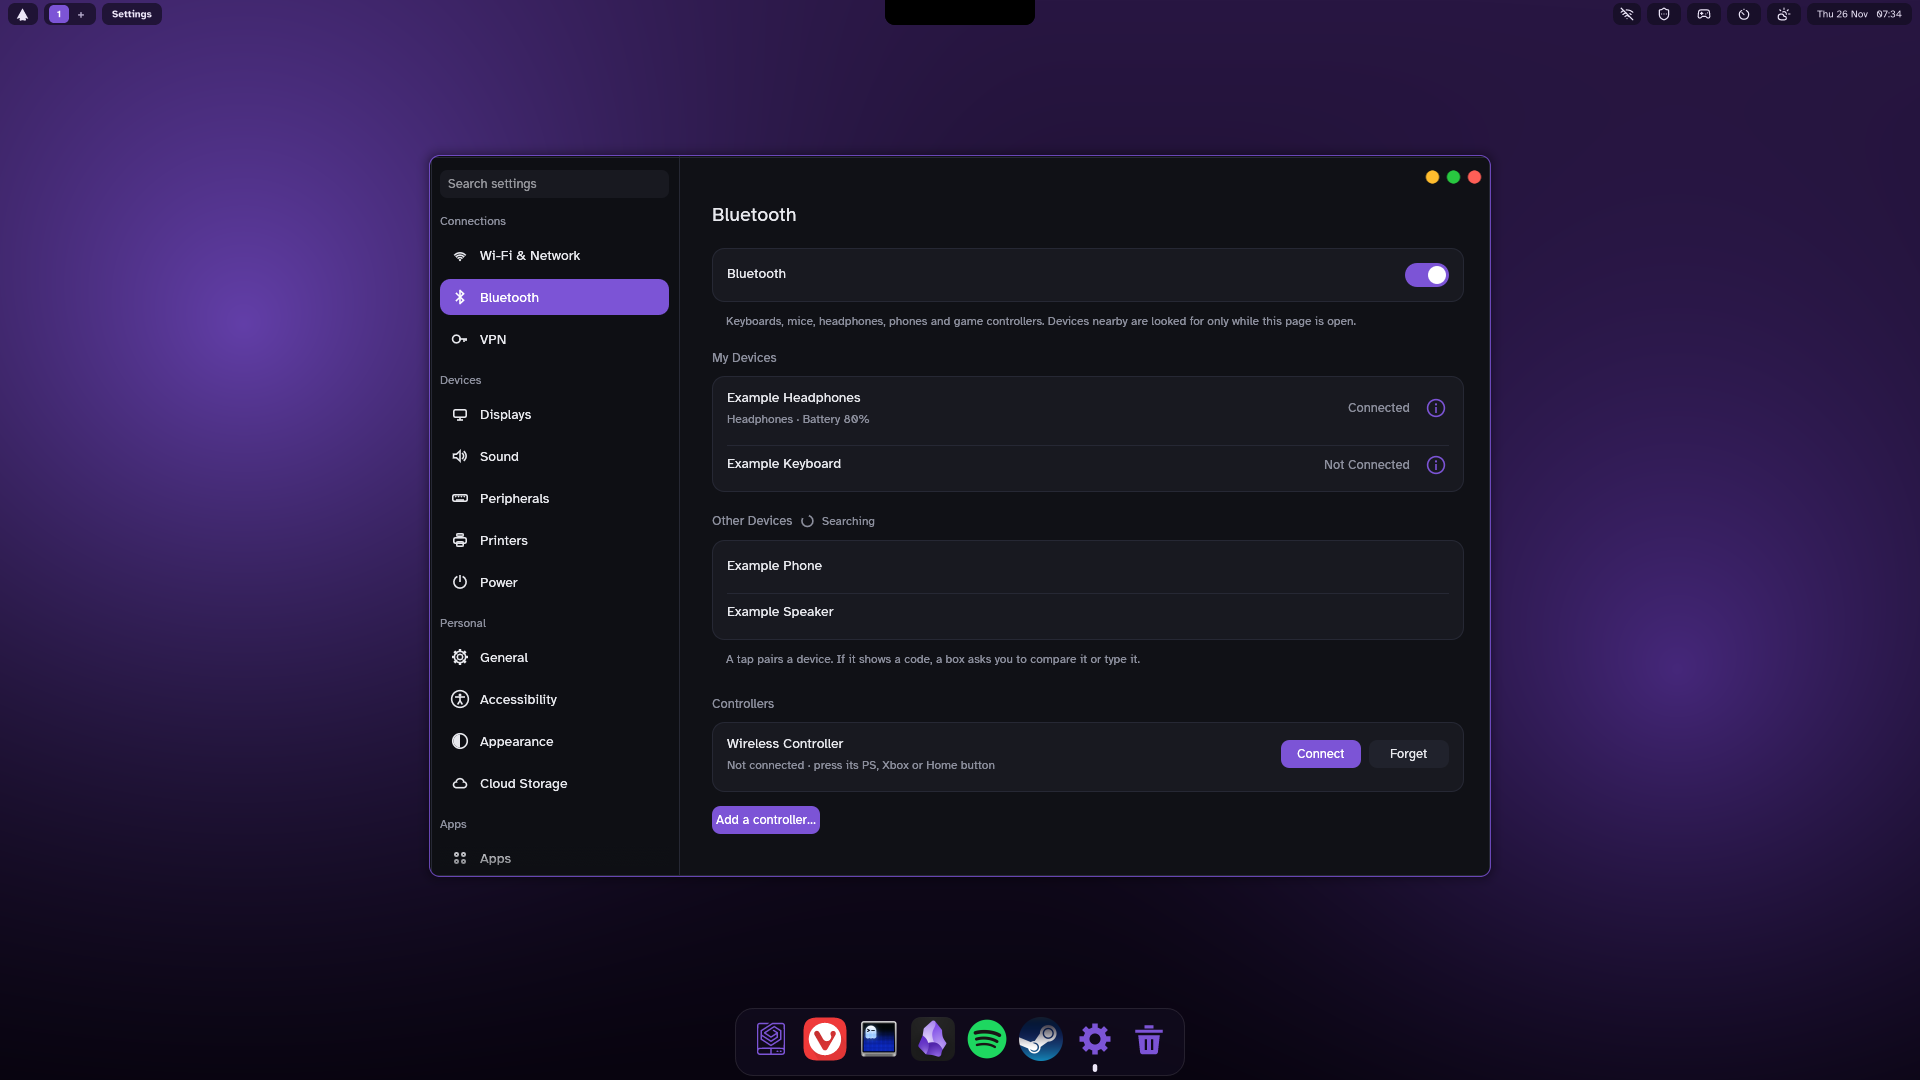 1 + Settings
Thu 26 Nov 07:34
Search settings
Connections
Wi-Fi & Network
Bluetooth
VPN
Devices
Displays
Sound
Peripherals
Printers
Power
Personal
General
Accessibility
Appearance
Cloud Storage
Apps
Apps
Bluetooth
Bluetooth
Keyboards, mice, headphones, phones and game controllers. Devices nearby are looked for only while this page is open.
My Devices
Example Headphones
Headphones · Battery 80%
Connected
Example Keyboard
Not Connected
Other Devices Searching
Example Phone
Example Speaker
A tap pairs a device. If it shows a code, a box asks you to compare it or type it.
Controllers
Wireless Controller
Not connected · press its PS, Xbox or Home button
Connect Forget
Add a controller...